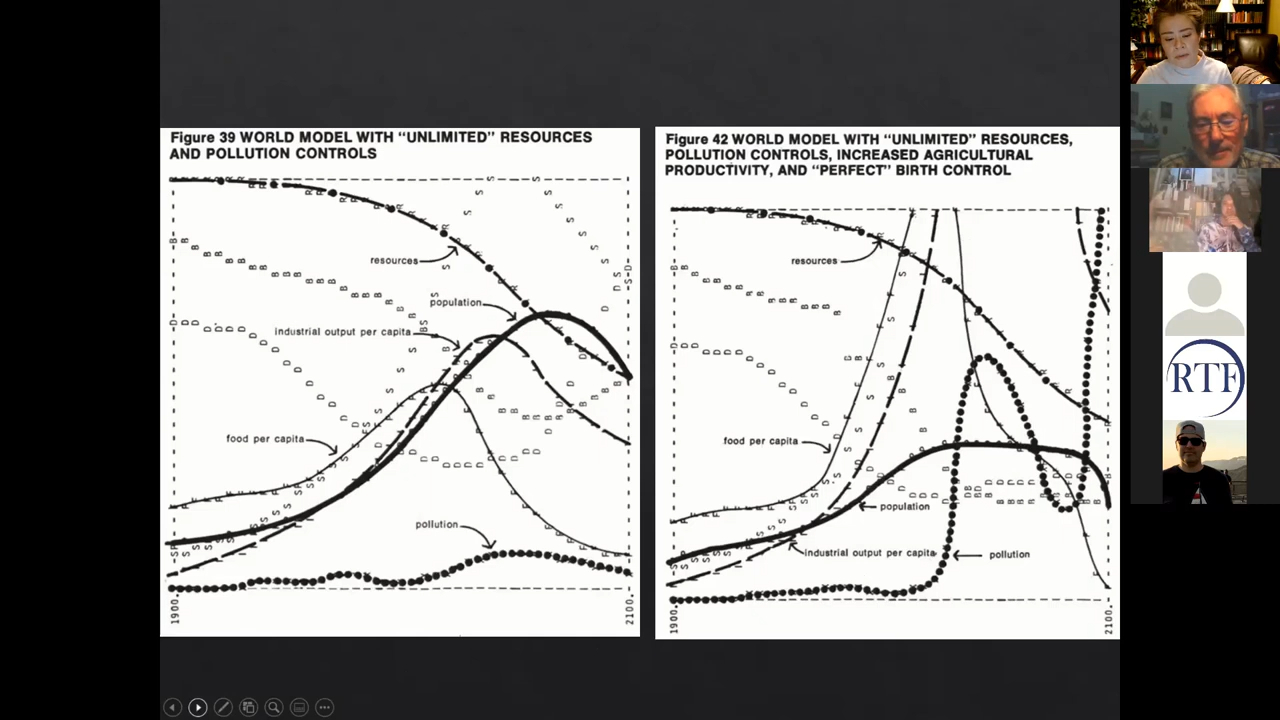 Figure 39 WORLD MODEL WITH “UNLIMITED” RESOURCES
AND POLLUTION CONTROLS
resources
population
industrial output per capita
food per capita
pollution
1900.
2100.
Figure 42 WORLD MODEL WITH “UNLIMITED” RESOURCES,
POLLUTION CONTROLS, INCREASED AGRICULTURAL
PRODUCTIVITY, AND “PERFECT” BIRTH CONTROL
resources
food per capita
population
industrial output per capita
pollution
1900.
2100.
RTF